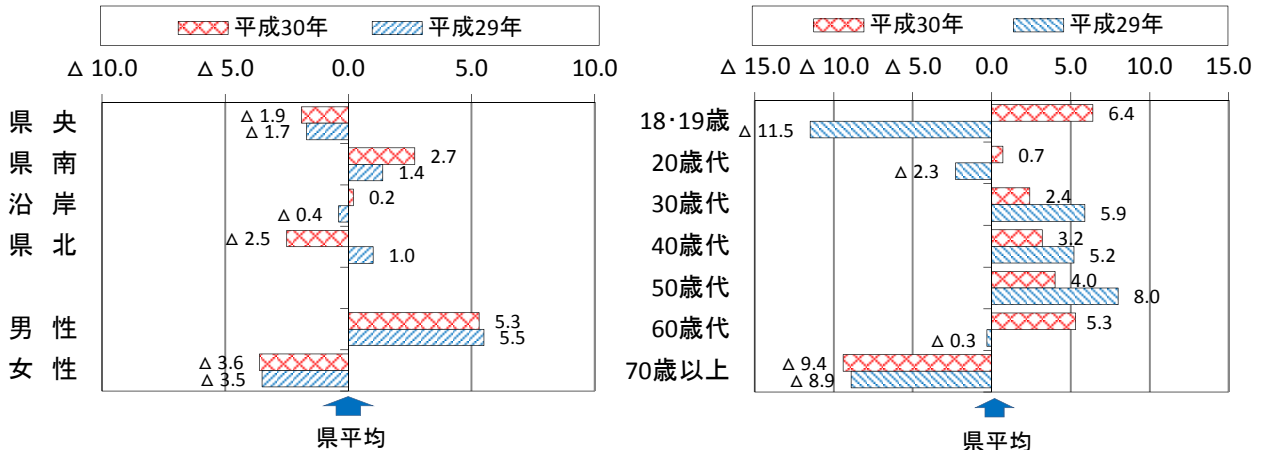 平成30年 平成29年
△ 10.0 △ 5.0 0.0 5.0 10.0
県 央 △ 1.9
△ 1.7
県 南 2.7
1.4
沿 岸 0.2
△ 0.4
県 北 △ 2.5
1.0
男 性 5.3
5.5
女 性 △ 3.6
△ 3.5
県平均
平成30年 平成29年
△ 15.0 △ 10.0 △ 5.0 0.0 5.0 10.0 15.0
18・19歳 6.4
△ 11.5
20歳代 0.7
△ 2.3
30歳代 2.4
5.9
40歳代 3.2
5.2
50歳代 4.0
8.0
60歳代 5.3
△ 0.3
70歳以上 △ 9.4
△ 8.9
県平均